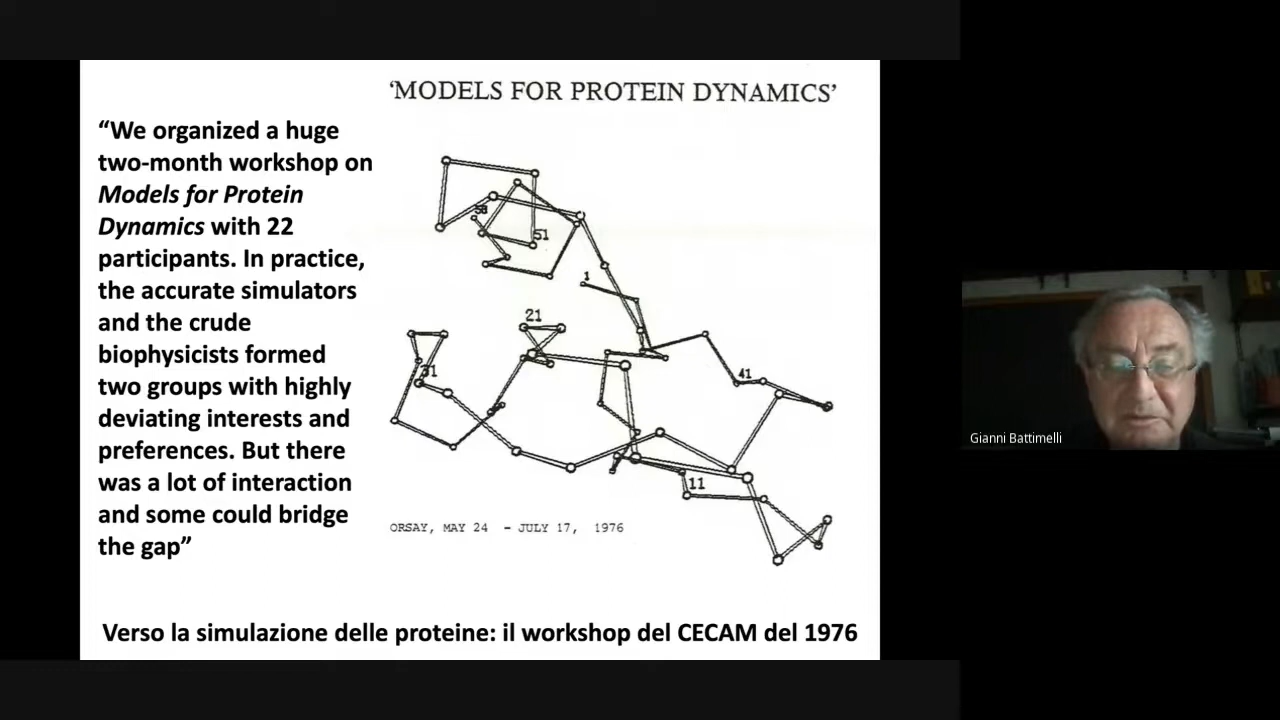 ‘MODELS FOR PROTEIN DYNAMICS’
“We organized a huge
two-month workshop on
Models for Protein
Dynamics with 22
participants. In practice,
the accurate simulators
and the crude
biophysicists formed
two groups with highly
deviating interests and
preferences. But there
was a lot of interaction
and some could bridge
the gap”
51
1
21
31
41
11
ORSAY, MAY 24 - JULY 17, 1976
Verso la simulazione delle proteine: il workshop del CECAM del 1976
Gianni Battimelli